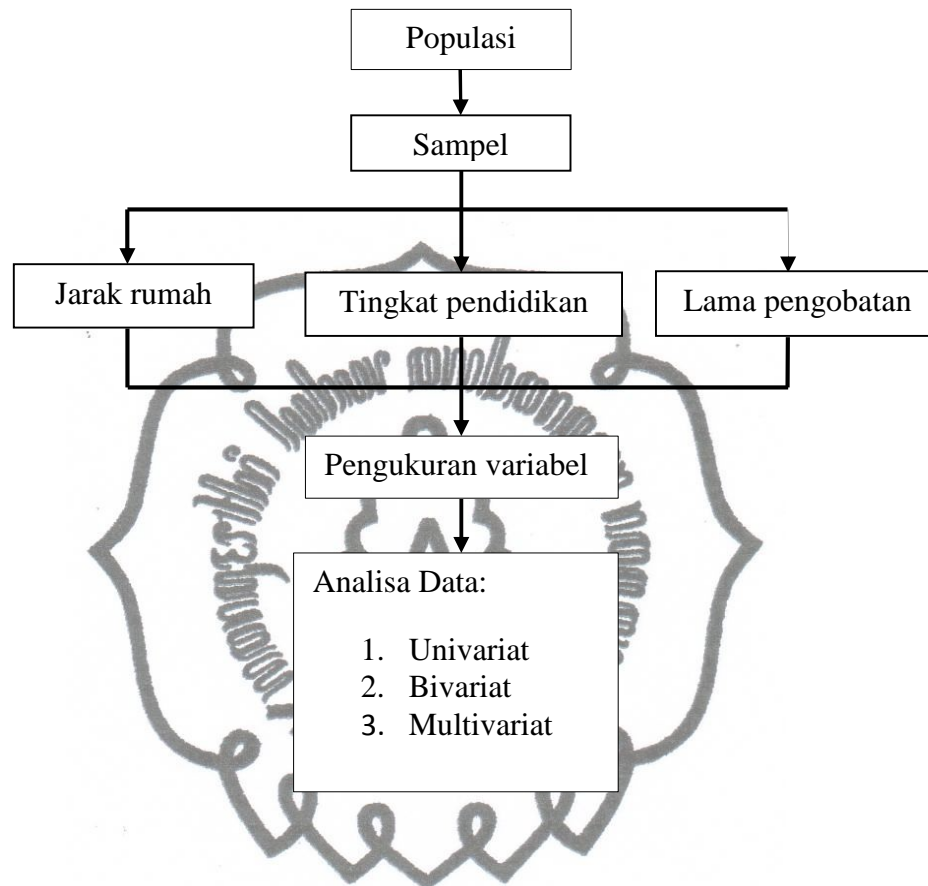 Populasi
Sampel
Jarak rumah
Tingkat pendidikan
Lama pengobatan
Pengukuran variabel
Analisa Data:
1. Univariat
2. Bivariat
3. Multivariat